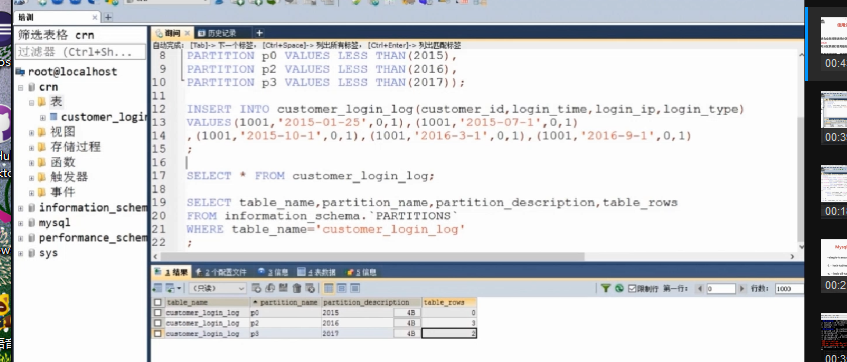 培训
筛选表格 crn
过滤器 (Ctrl+Sh...
root@localhost
crn
表
customer_login
视图
存储过程
函数
触发器
事件
information_schem
mysql
performance_schem
sys
询问
历史记录
自动完成: [Tab]-> 下一个标签, [Ctrl+Space]-> 列出所有标签, [Ctrl+Enter]-> 列出匹配标签
8 PARTITION p0 VALUES LESS THAN(2015),
9 PARTITION p2 VALUES LESS THAN(2016),
10 PARTITION p3 VALUES LESS THAN(2017));
11
12 INSERT INTO customer_login_log(customer_id,login_time,login_ip,login_type)
13 VALUES(1001,'2015-01-25',0,1),(1001,'2015-07-1',0,1)
14 ,(1001,'2015-10-1',0,1),(1001,'2016-3-1',0,1),(1001,'2016-9-1',0,1)
15 ;
16
17 SELECT * FROM customer_login_log;
18
19 SELECT table_name,partition_name,partition_description,table_rows
20 FROM information_schema.`PARTITIONS`
21 WHERE table_name='customer_login_log'
22 ;
1 结果 2 个配置文件 3 信息 4 表数据 5 信息
(只读) 限制行 第一行: 0 行数: 1000
table_name partition_name partition_description table_rows
customer_login_log p0 2015 4B 0
customer_login_log p2 2016 4B 3
customer_login_log p3 2017 4B 2